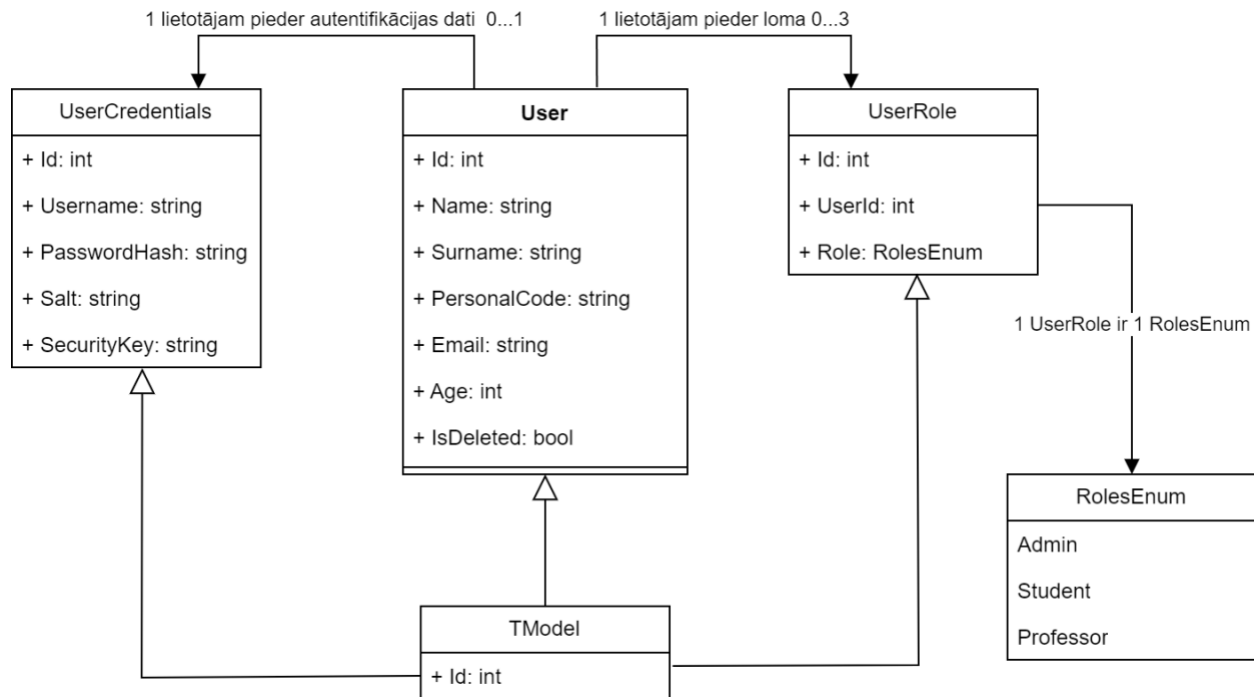 1 lietotājam pieder autentifikācijas dati 0...1
1 lietotājam pieder loma 0...3
UserCredentials
+ Id: int
+ Username: string
+ PasswordHash: string
+ Salt: string
+ SecurityKey: string
User
+ Id: int
+ Name: string
+ Surname: string
+ PersonalCode: string
+ Email: string
+ Age: int
+ IsDeleted: bool
UserRole
+ Id: int
+ UserId: int
+ Role: RolesEnum
1 UserRole ir 1 RolesEnum
RolesEnum
Admin
Student
Professor
TModel
+ Id: int